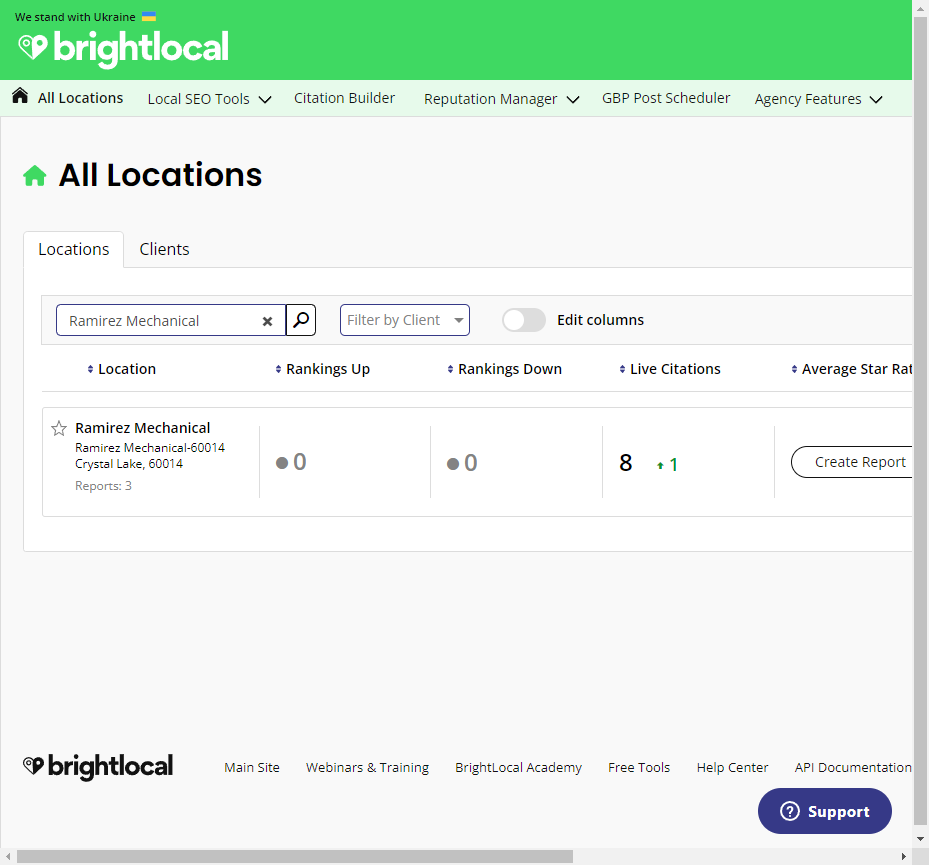 We stand with Ukraine
brightlocal
All Locations Local SEO Tools Citation Builder Reputation Manager GBP Post Scheduler Agency Features
All Locations
Locations Clients
Ramirez Mechanical Filter by Client Edit columns
Location Rankings Up Rankings Down Live Citations Average Star Rat
Ramirez Mechanical
Ramirez Mechanical-60014
Crystal Lake, 60014
Reports: 3
0 0 8 1 Create Report
brightlocal Main Site Webinars & Training BrightLocal Academy Free Tools Help Center API Documentation
Support